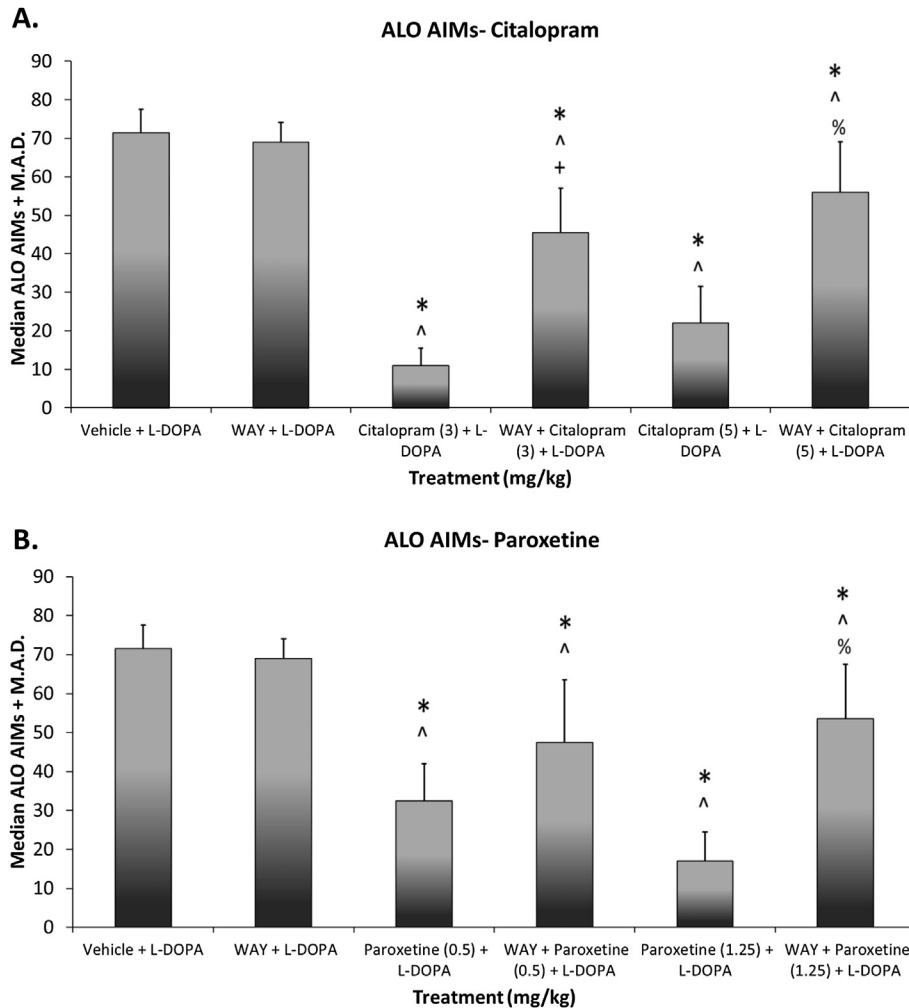 A.
ALO AIMs- Citalopram
Median ALO AIMs + M.A.D.
90
80
70
60
50
40
30
20
10
0
*
^
*
^
+
*
^
*
^
%
Vehicle + L-DOPA
WAY + L-DOPA
Citalopram (3) + L-
DOPA
WAY + Citalopram
(3) + L-DOPA
Citalopram (5) + L-
DOPA
WAY + Citalopram
(5) + L-DOPA
Treatment (mg/kg)
B.
ALO AIMs- Paroxetine
Median ALO AIMs + M.A.D.
90
80
70
60
50
40
30
20
10
0
*
^
*
^
*
^
*
^
%
Vehicle + L-DOPA
WAY + L-DOPA
Paroxetine (0.5) +
L-DOPA
WAY + Paroxetine
(0.5) + L-DOPA
Paroxetine (1.25) +
L-DOPA
WAY + Paroxetine
(1.25) + L-DOPA
Treatment (mg/kg)